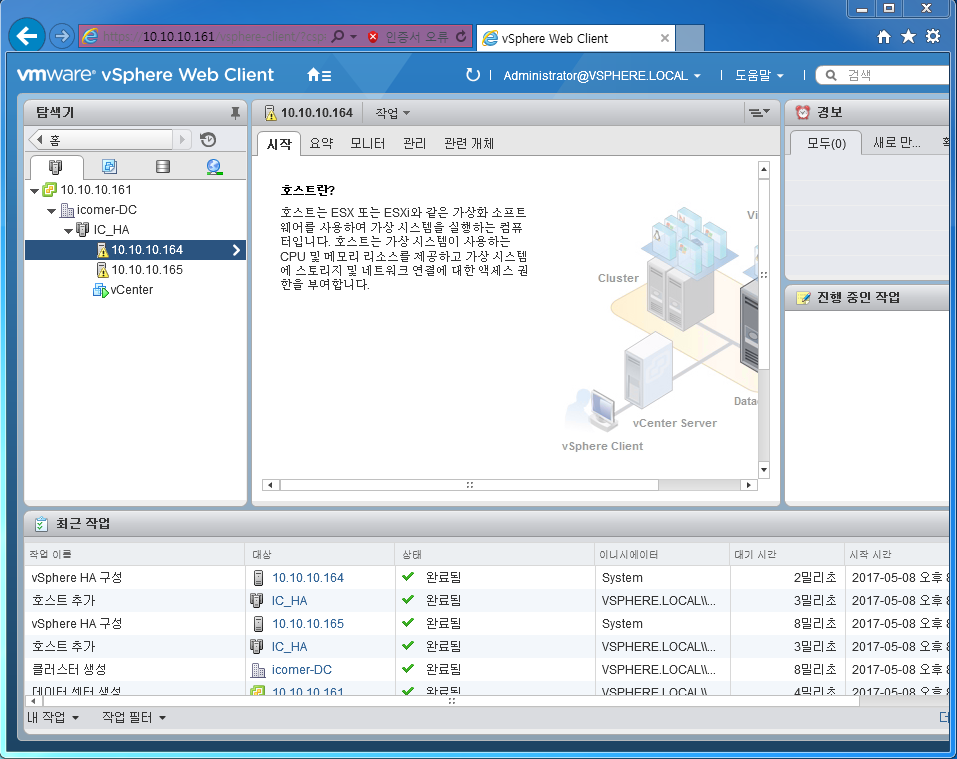 https://10.10.10.161/vsphere-client/?csp
인증서 오류
vSphere Web Client
vmware® vSphere Web Client
Administrator@VSPHERE.LOCAL
도움말
검색
탐색기
홈
10.10.10.161
icomer-DC
IC_HA
10.10.10.164
10.10.10.165
vCenter
10.10.10.164
작업
시작
요약
모니터
관리
관련 개체
호스트란?
호스트는 ESX 또는 ESXi와 같은 가상화 소프트
웨어를 사용하여 가상 시스템을 실행하는 컴퓨
터입니다. 호스트는 가상 시스템이 사용하는
CPU 및 메모리 리소스를 제공하고 가상 시스템
에 스토리지 및 네트워크 연결에 대한 액세스 권
한을 부여합니다.
Vi
Cluster
Data
vCenter Server
vSphere Client
경보
모두(0)
새로 만...
진행 중인 작업
최근 작업
작업 이름 대상 상태 이니시에이터 대기 시간 시작 시간
vSphere HA 구성 10.10.10.164 완료됨 System 2밀리초 2017-05-08 오후
호스트 추가 IC_HA 완료됨 VSPHERE.LOCAL\\... 3밀리초 2017-05-08 오후
vSphere HA 구성 10.10.10.165 완료됨 System 8밀리초 2017-05-08 오후
호스트 추가 IC_HA 완료됨 VSPHERE.LOCAL\\... 3밀리초 2017-05-08 오후
클러스터 생성 icomer-DC 완료됨 VSPHERE.LOCAL\\... 8밀리초 2017-05-08 오후
데이터 센터 생성 10.10.10.161 완료됨 VSPHERE.LOCAL\\... 4밀리초 2017-05-08 오후
내 작업
작업 필터